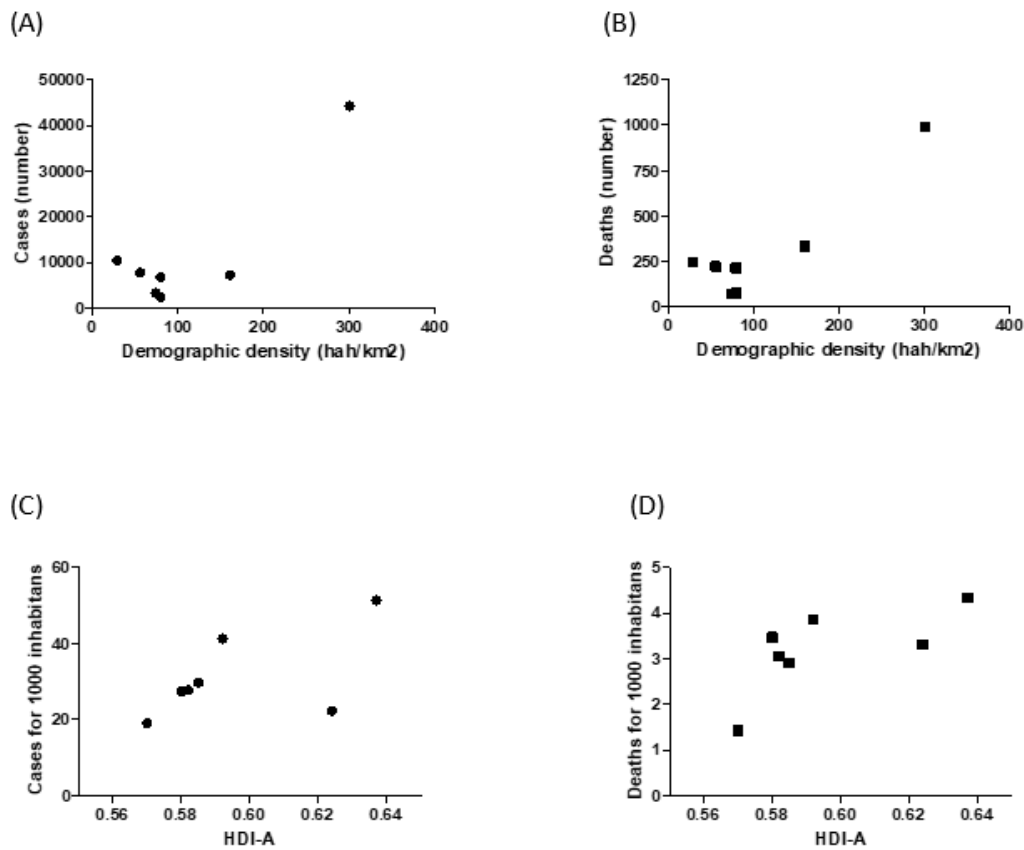 (A)
(B)
50000
40000
30000
20000
10000
0
Cases (number)
0 100 200 300 400
Demographic density (hah/km2)
1250
1000
750
500
250
0
Deaths (number)
0 100 200 300 400
Demographic density (hah/km2)
(C)
(D)
60
40
20
0
Cases for 1000 inhabitans
0.56 0.58 0.60 0.62 0.64
HDI-A
5
4
3
2
1
0
Deaths for 1000 inhabitans
0.56 0.58 0.60 0.62 0.64
HDI-A